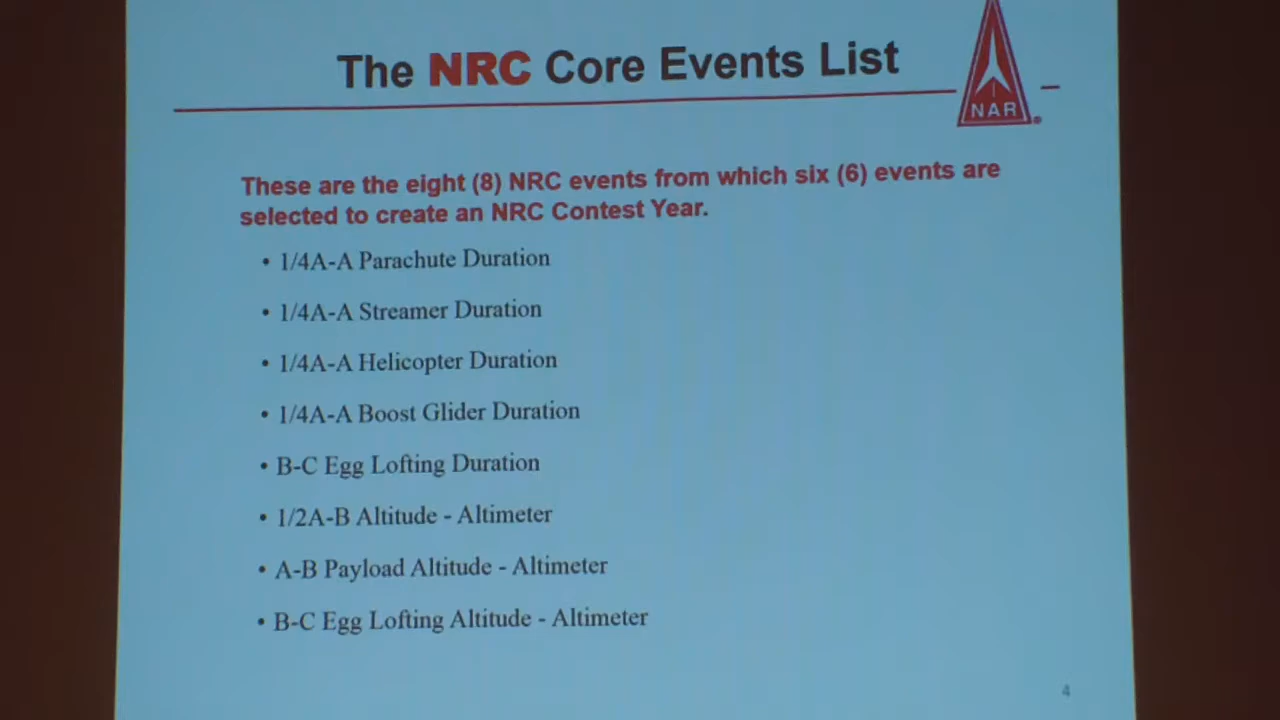 The NRC Core Events List
NAR
These are the eight (8) NRC events from which six (6) events are
selected to create an NRC Contest Year.
• 1/4A-A Parachute Duration
• 1/4A-A Streamer Duration
• 1/4A-A Helicopter Duration
• 1/4A-A Boost Glider Duration
• B-C Egg Lofting Duration
• 1/2A-B Altitude - Altimeter
• A-B Payload Altitude - Altimeter
• B-C Egg Lofting Altitude - Altimeter
4